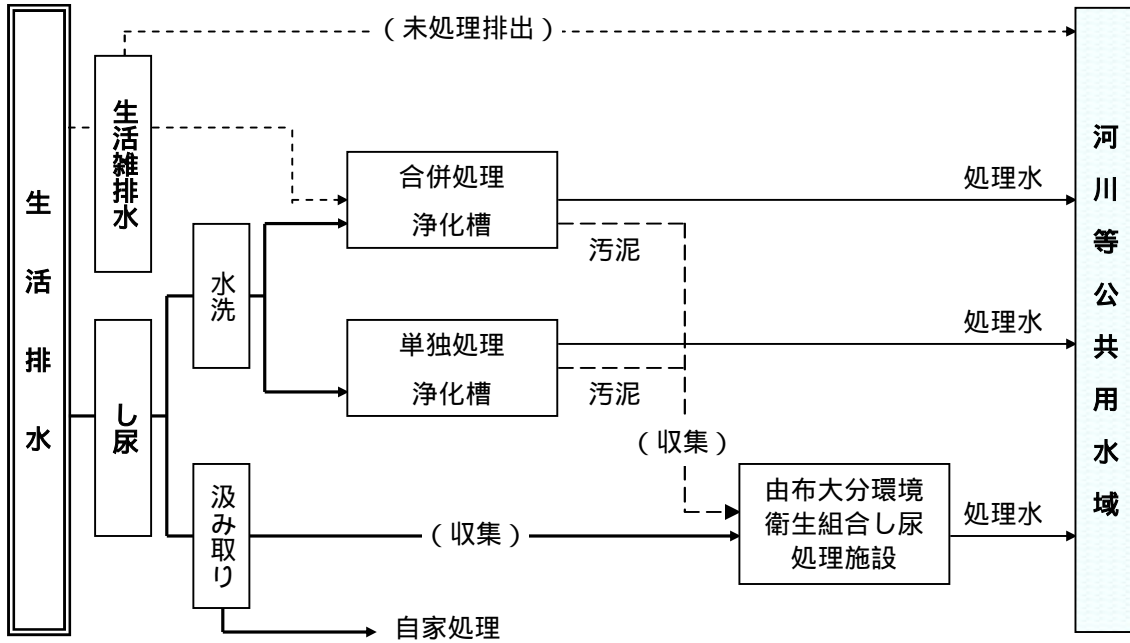 生活排水
（未処理排出）
生活雑排水
し尿
水洗
汲み取り
合併処理
浄化槽
処理水
汚泥
単独処理
浄化槽
処理水
汚泥
（収集）
（収集）
由布大分環境
衛生組合し尿
処理施設
処理水
自家処理
河川等公共用水域